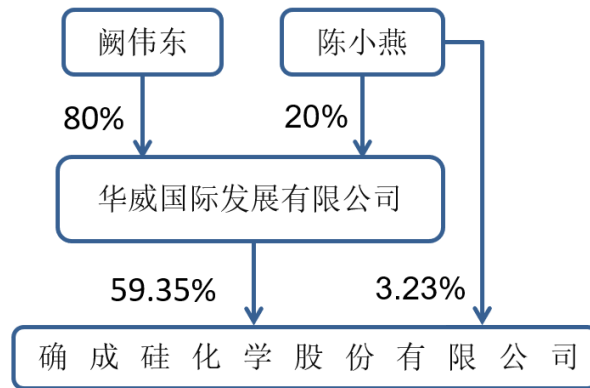 阙伟东
陈小燕
80%
20%
华威国际发展有限公司
59.35%
3.23%
确成硅化学股份有限公司